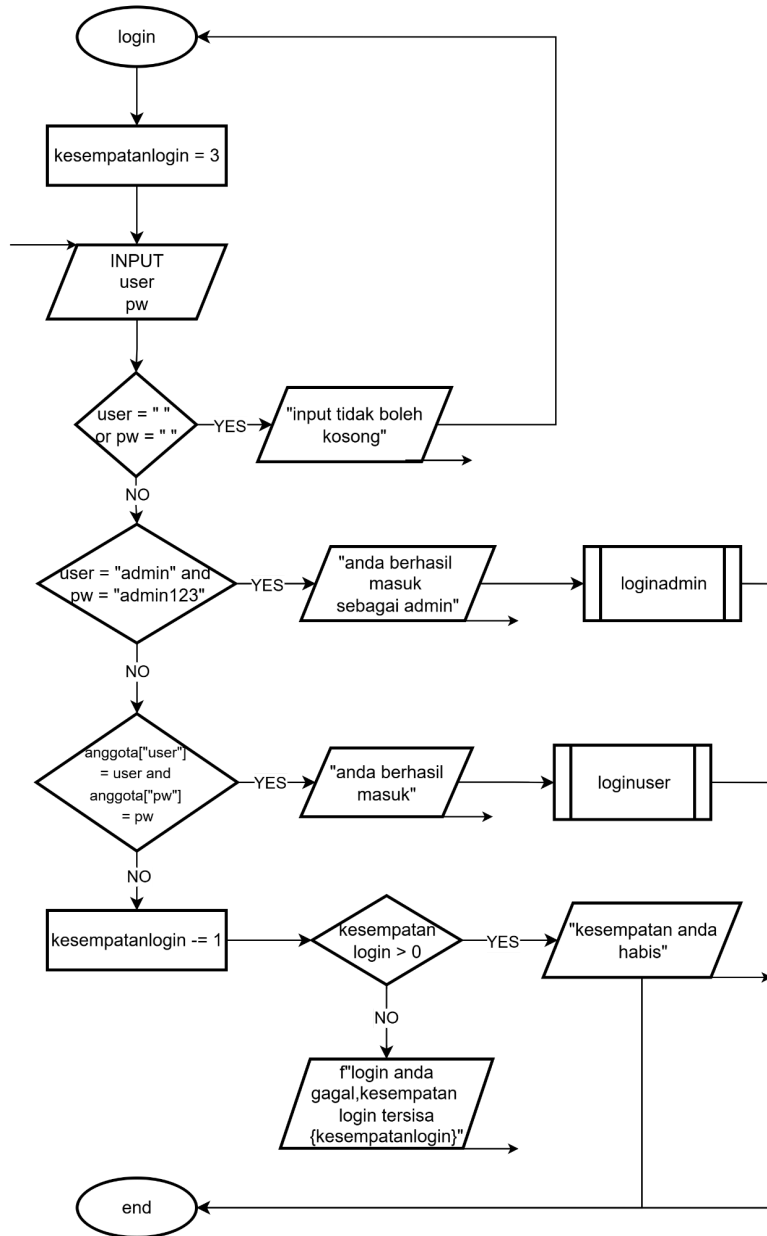 login
kesempatanlogin = 3
INPUT
user
pw
user = " "
or pw = " "
YES
"input tidak boleh
kosong"
NO
user = "admin" and
pw = "admin123"
YES
"anda berhasil
masuk
sebagai admin"
loginadmin
NO
anggota["user"]
= user and
anggota["pw"]
= pw
YES
"anda berhasil
masuk"
loginuser
NO
kesempatanlogin -= 1
kesempatan
login > 0
YES
"kesempatan anda
habis"
NO
f"login anda
gagal,kesempatan
login tersisa
{kesempatanlogin}"
end